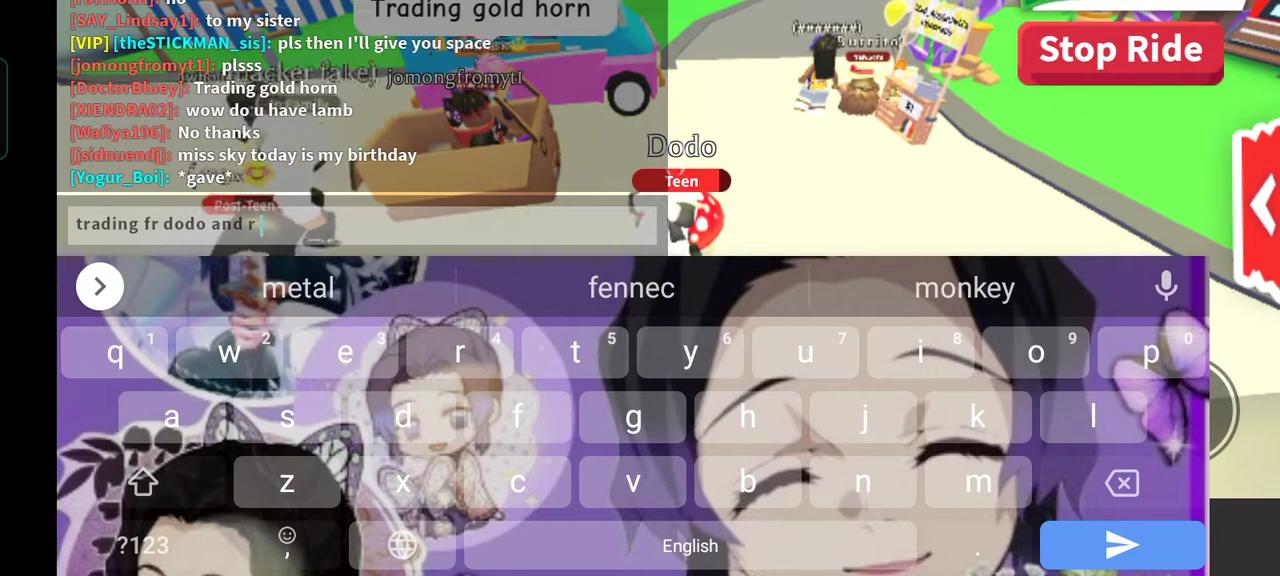 [SAY_Lindsay1]: to my sister
Trading gold horn
[VIP] [theSTICKMAN_sis]: pls then I'll give you space
[jomongfromyt1]: plsss
jomongfromyt1
[DoctorBluey]: Trading gold horn
[XIENDRA02]: wow do u have lamb
[Wafiya196]: No thanks
[jsidnuendj]: miss sky today is my birthday
[Yogur_Boi]: *gave*
Post-Teen
Dodo
Teen
Stop Ride
trading fr dodo and r
metal fennec monkey
q 1 w 2 e 3 r 4 t 5 y 6 u 7 i 8 o 9 p 0
a s d f g h j k l
z x c v b n m
?123 , English .